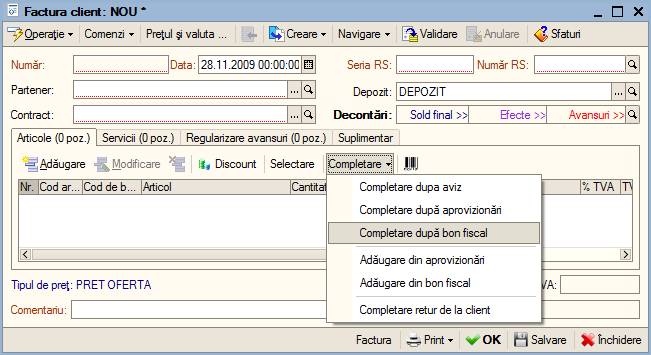 Factura client: NOU *
Operație Comenzi Prețul și valuta ... Creare Navigare Validare Anulare Sfaturi
Număr: Data: 28.11.2009 00:00:00 Seria RS: Număr RS:
Partener: ... Depozit: DEPOZIT ...
Contract: ... Decontări: Sold final >> Efecte >> Avansuri >>
Articole (0 poz.) Servicii (0 poz.) Regularizare avansuri (0 poz.) Suplimentar
Adăugare Modificare Discount Selectare Completare
Nr. Cod ar... Cod de b... Articol Cantitat % TVA TV
Completare dupa aviz
Completare după aprovizionări
Completare după bon fiscal
Adăugare din aprovizionări
Adăugare din bon fiscal
Completare retur de la client
Tipul de preț: PRET OFERTA VA:
Comentariu:
Factura Print OK Salvare Închidere